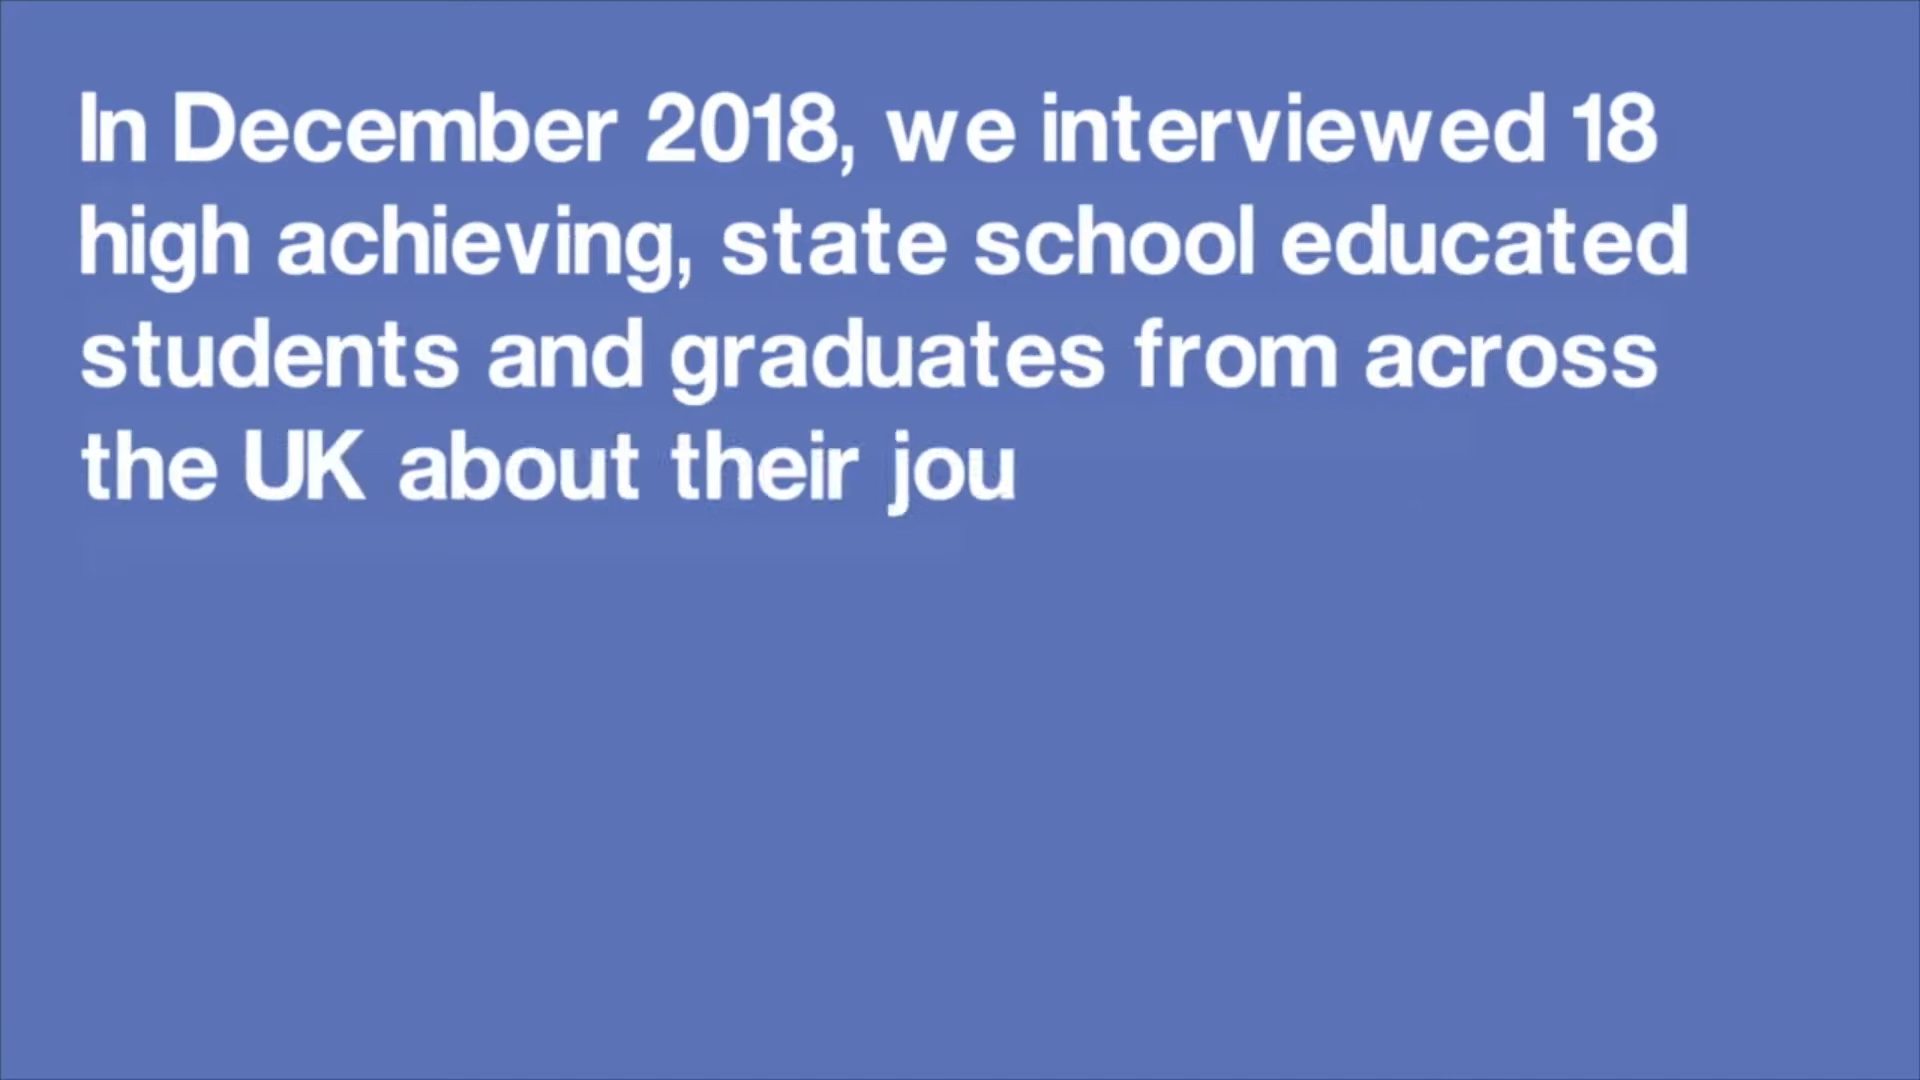 In December 2018, we interviewed 18
high achieving, state school educated
students and graduates from across
the UK about their jou